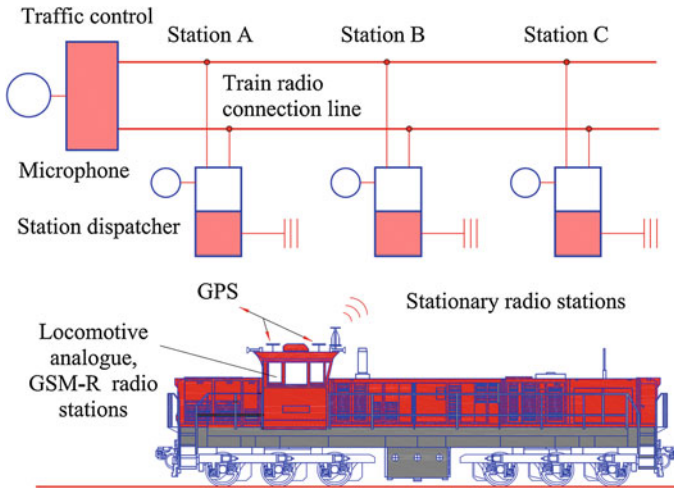 Traffic control
Station A
Station B
Station C
Train radio
connection line
Microphone
Station dispatcher
GPS
Stationary radio stations
Locomotive
analogue,
GSM-R radio
stations